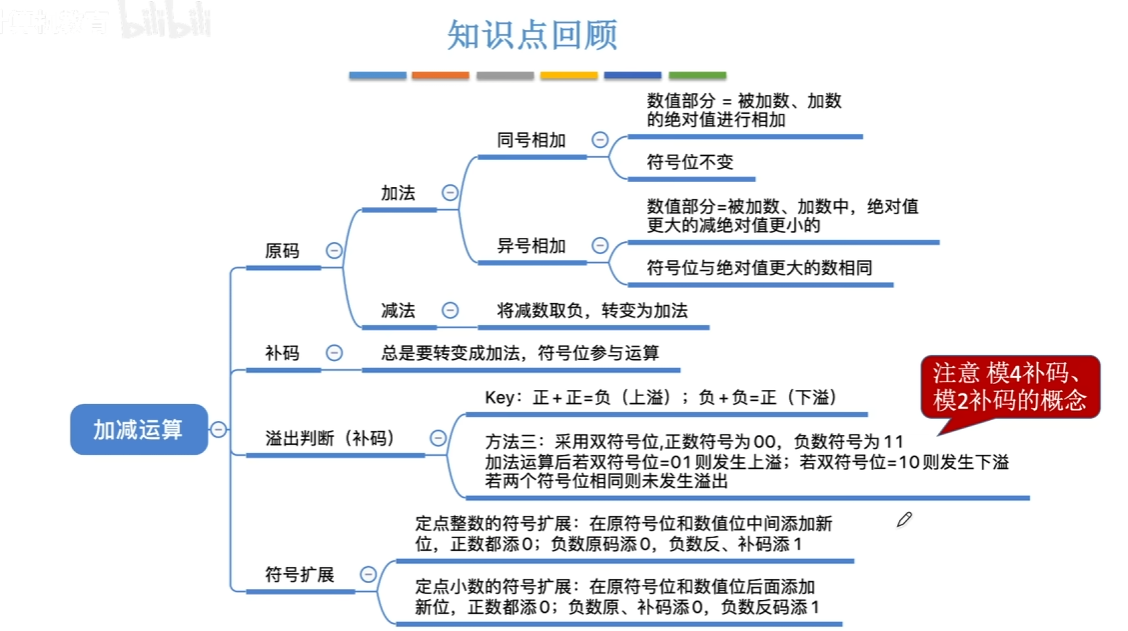 bilibili
知识点回顾
数值部分 = 被加数、加数
的绝对值进行相加
同号相加
符号位不变
加法
数值部分=被加数、加数中，绝对值
更大的减绝对值更小的
异号相加
符号位与绝对值更大的数相同
原码
减法
将减数取负，转变为加法
补码
总是要转变成加法，符号位参与运算
注意 模4补码、
模2补码的概念
Key：正+正=负（上溢）；负+负=正（下溢）
加减运算
溢出判断（补码）
方法三：采用双符号位,正数符号为00，负数符号为11
加法运算后若双符号位=01则发生上溢；若双符号位=10则发生下溢
若两个符号位相同则未发生溢出
定点整数的符号扩展：在原符号位和数值位中间添加新
位，正数都添0；负数原码添0，负数反、补码添1
符号扩展
定点小数的符号扩展：在原符号位和数值位后面添加
新位，正数都添0；负数原、补码添0，负数反码添1